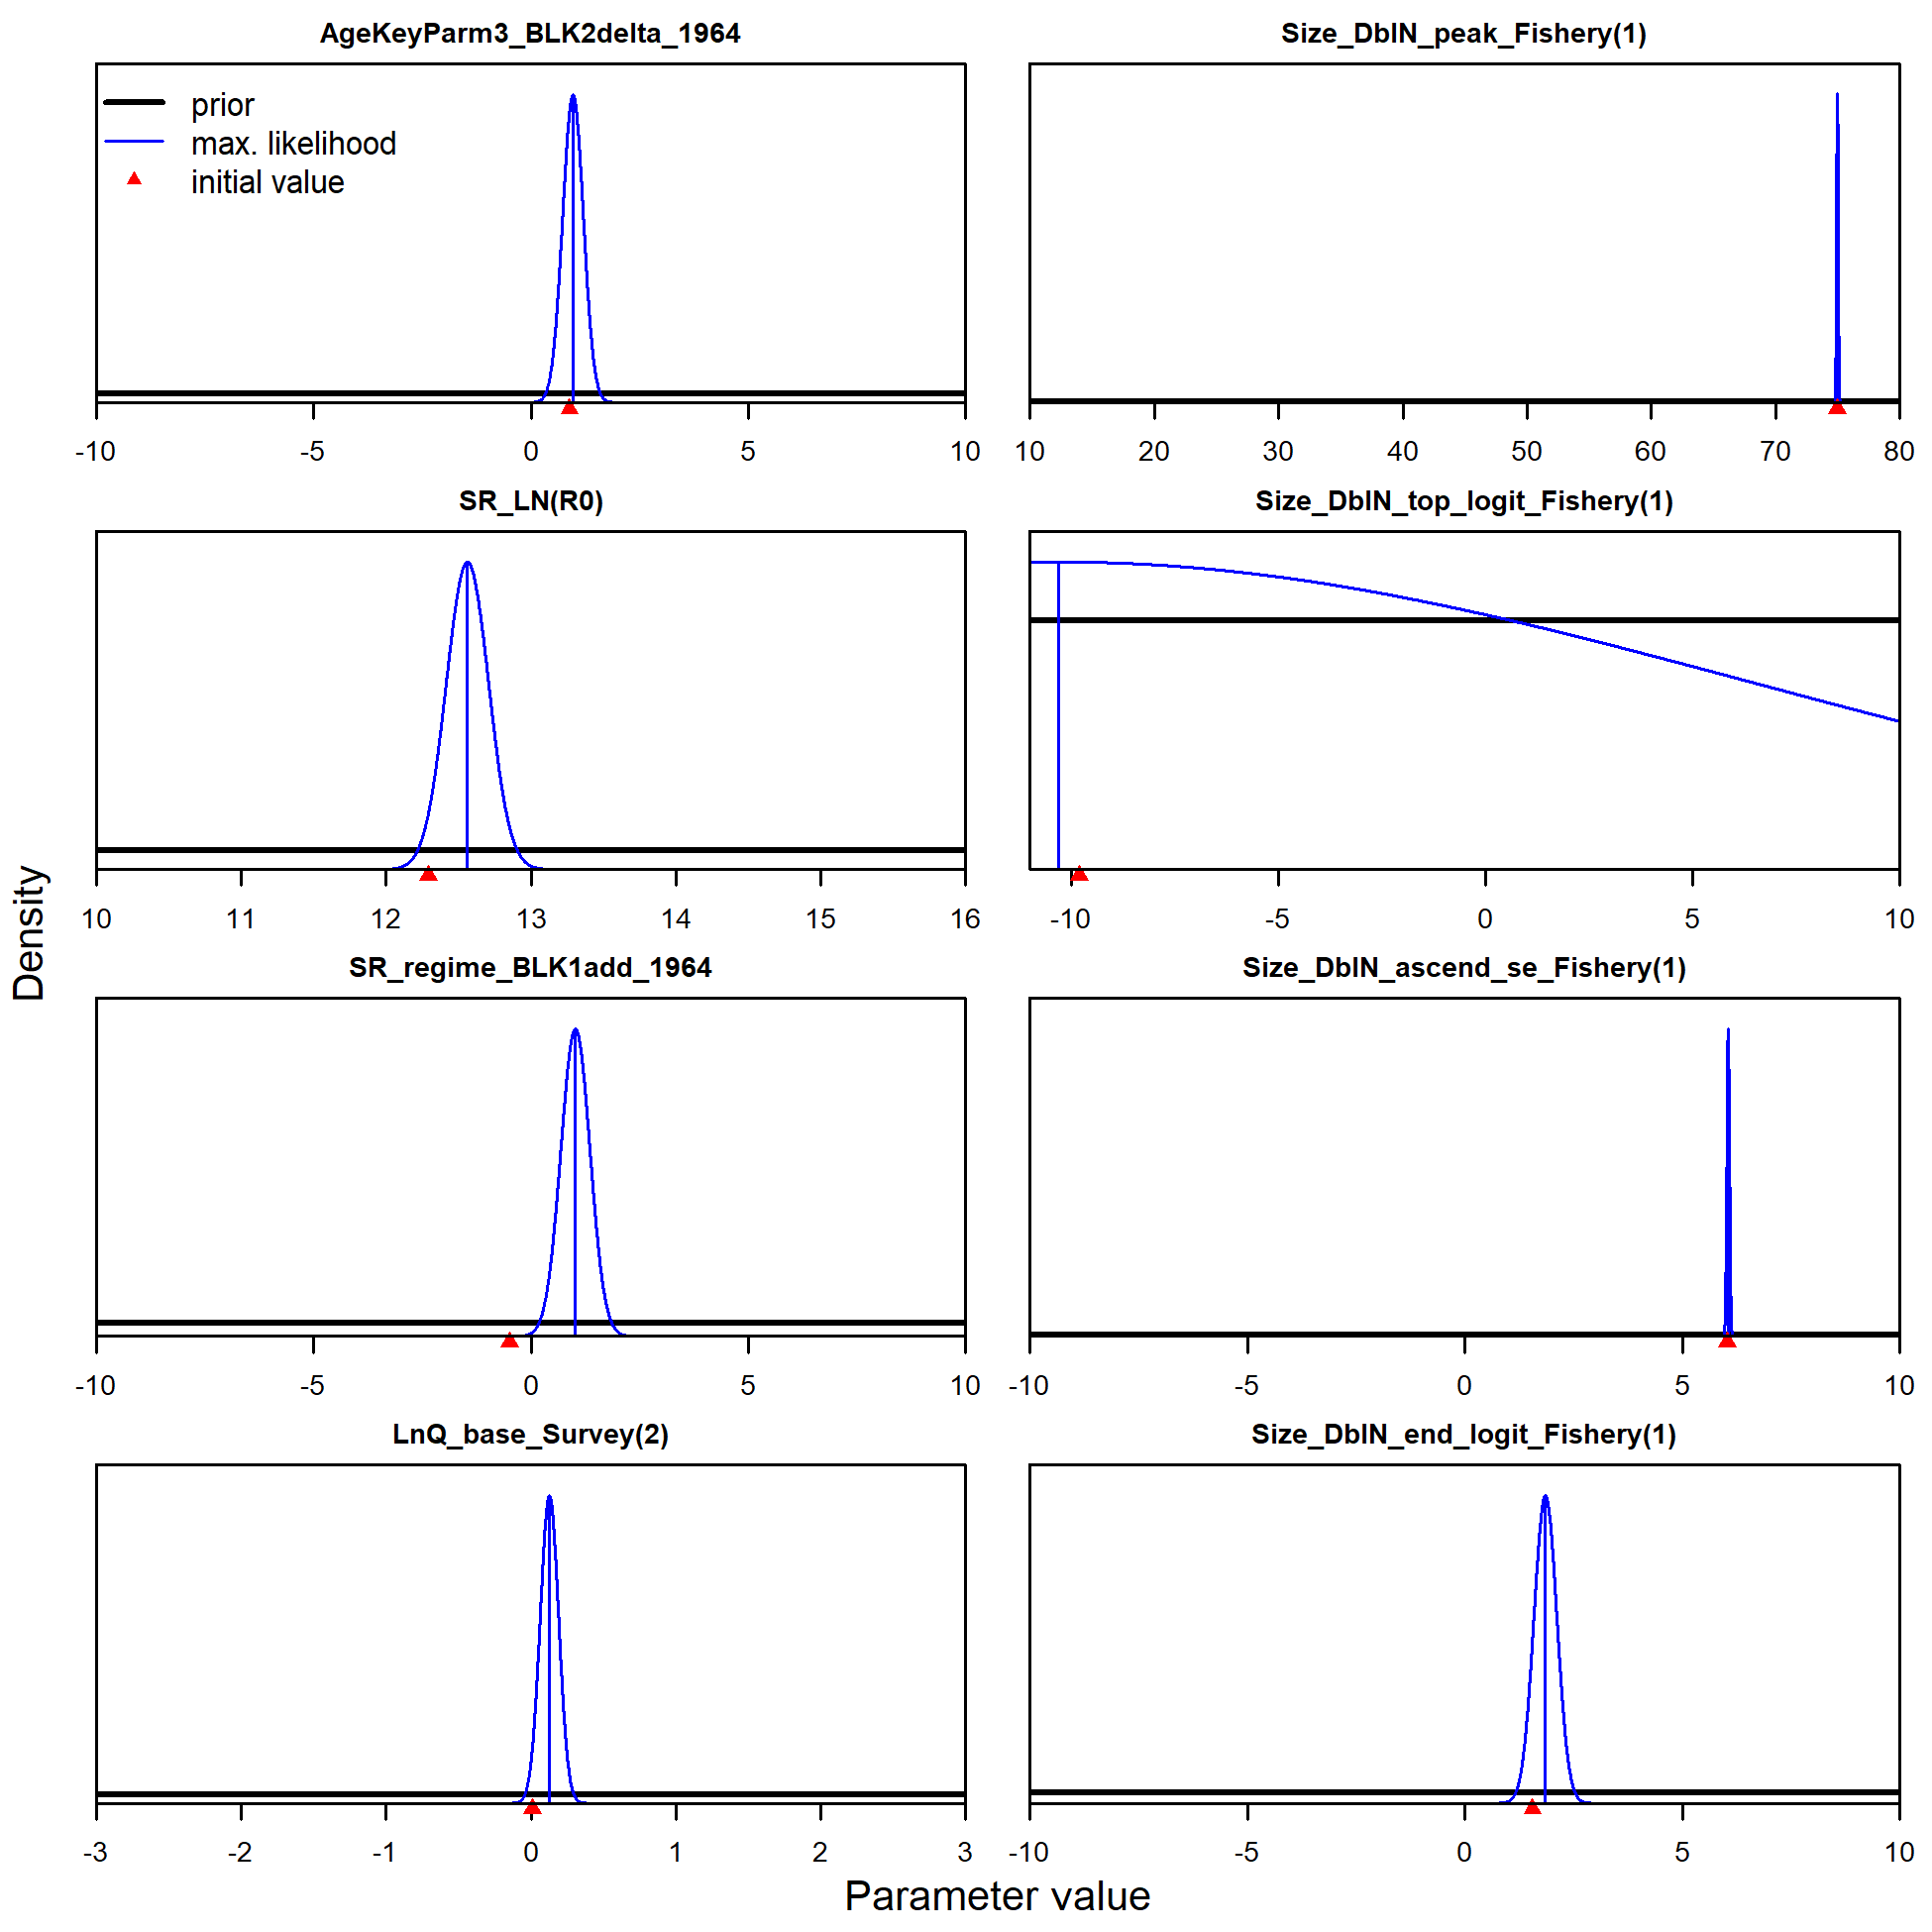 AgeKeyParm3_BLK2delta_1964
prior
max. likelihood
initial value
-10 -5 0 5 10
Size_DblN_peak_Fishery(1)
10 20 30 40 50 60 70 80
SR_LN(R0)
10 11 12 13 14 15 16
Size_DblN_top_logit_Fishery(1)
-10 -5 0 5 10
SR_regime_BLK1add_1964
-10 -5 0 5 10
Size_DblN_ascend_se_Fishery(1)
-10 -5 0 5 10
LnQ_base_Survey(2)
-3 -2 -1 0 1 2 3
Size_DblN_end_logit_Fishery(1)
-10 -5 0 5 10
Density
Parameter value